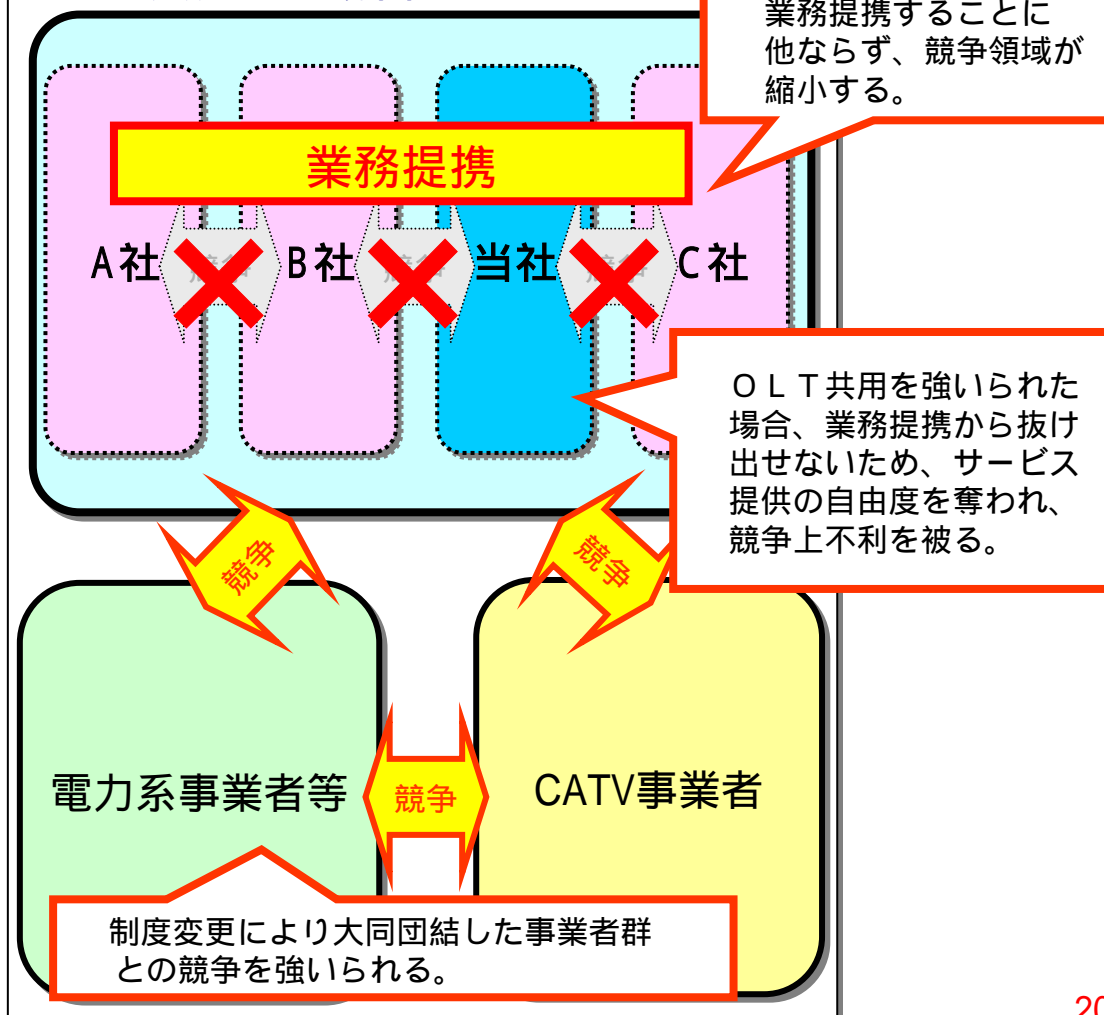 業務提携することに
他ならず、競争領域が
縮小する。
業務提携
A社
B社
当社
C社
ＯＬＴ共用を強いられた
場合、業務提携から抜け
出せないため、サービス
提供の自由度を奪われ、
競争上不利を被る。
競争
競争
電力系事業者等
競争
CATV事業者
制度変更により大同団結した事業者群
との競争を強いられる。
20